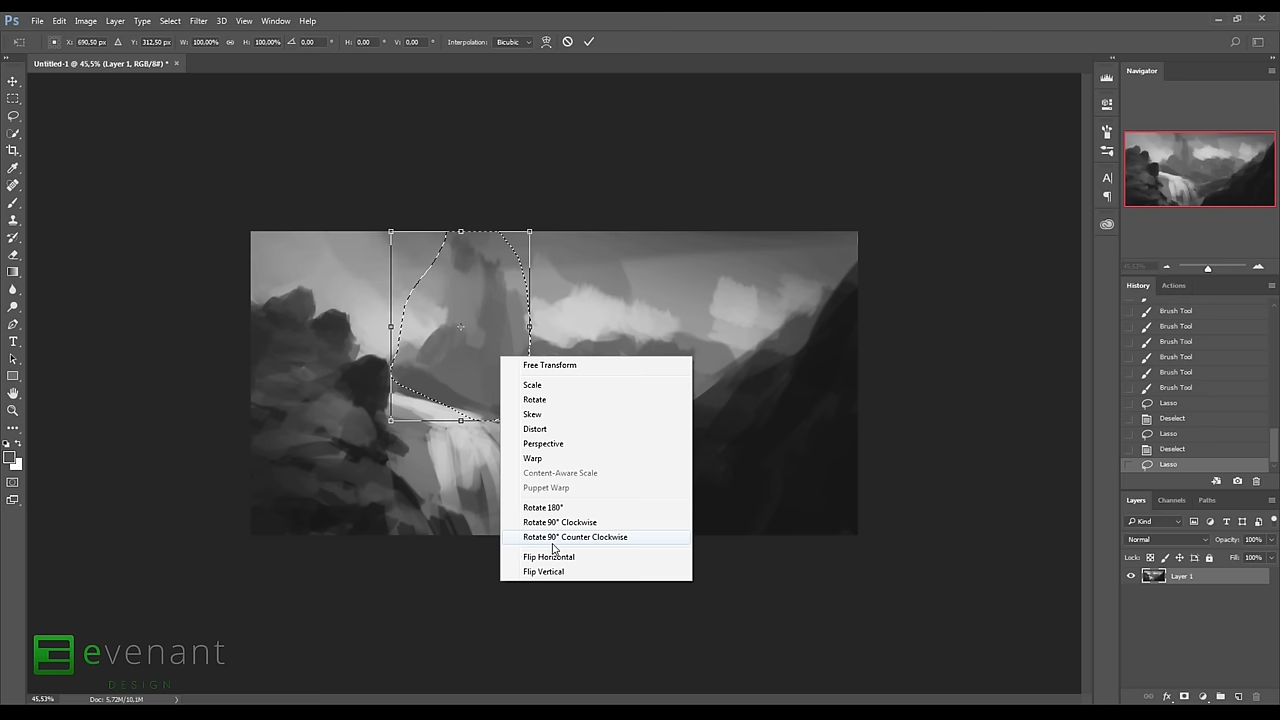 Ps File Edit Image Layer Type Select Filter 3D View Window Help
X: 690,50 px Y: 312,50 px W: 100,00% H: 100,00% 0,00 ° H: 0,00 ° V: 0,00 ° Interpolation: Bicubic
Untitled-1 @ 45,5% (Layer 1, RGB/8#) * ×
Navigator
45,53%
History Actions
Brush Tool
Brush Tool
Brush Tool
Brush Tool
Brush Tool
Brush Tool
Lasso
Deselect
Lasso
Deselect
Lasso
Free Transform
Scale
Rotate
Skew
Distort
Perspective
Warp
Content-Aware Scale
Puppet Warp
Rotate 180°
Rotate 90° Clockwise
Rotate 90° Counter Clockwise
Flip Horizontal
Flip Vertical
Layers Channels Paths
Kind
Normal Opacity: 100%
Lock: Fill: 100%
Layer 1
evenant
DESIGN
45,53% Doc: 5,72M/10,1M